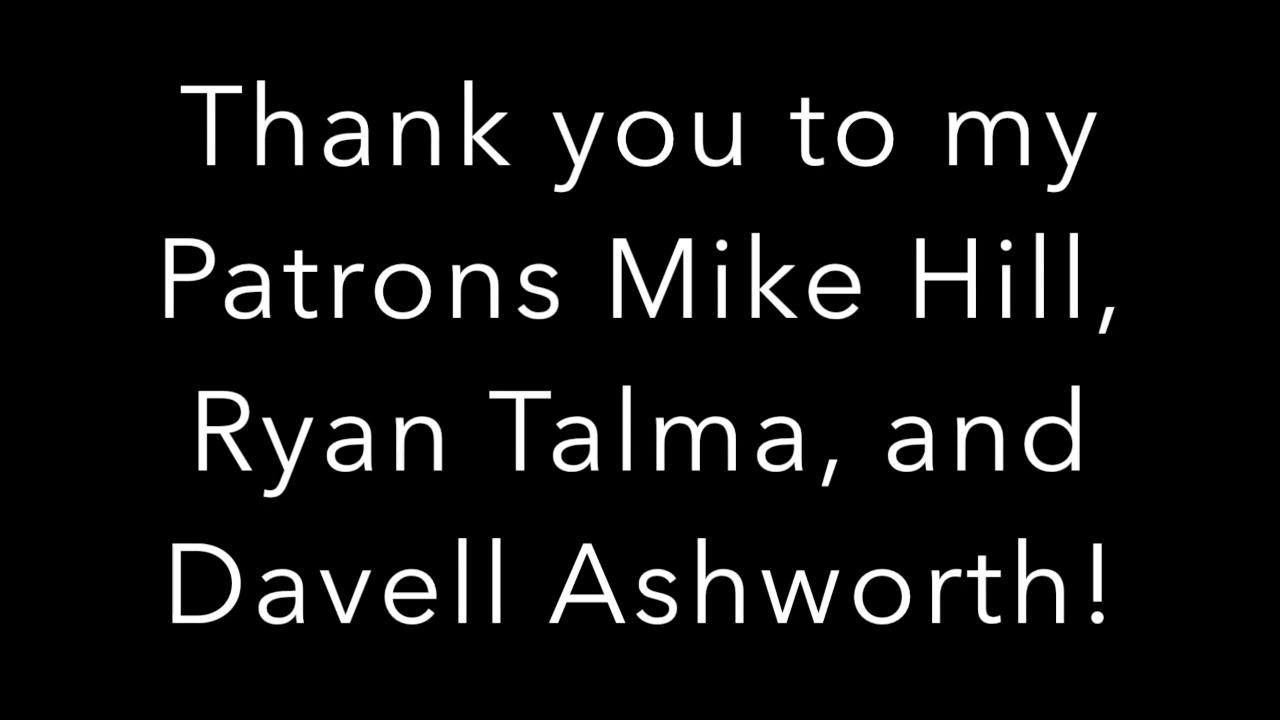 Thank you to my
Patrons Mike Hill,
Ryan Talma, and
Davell Ashworth!